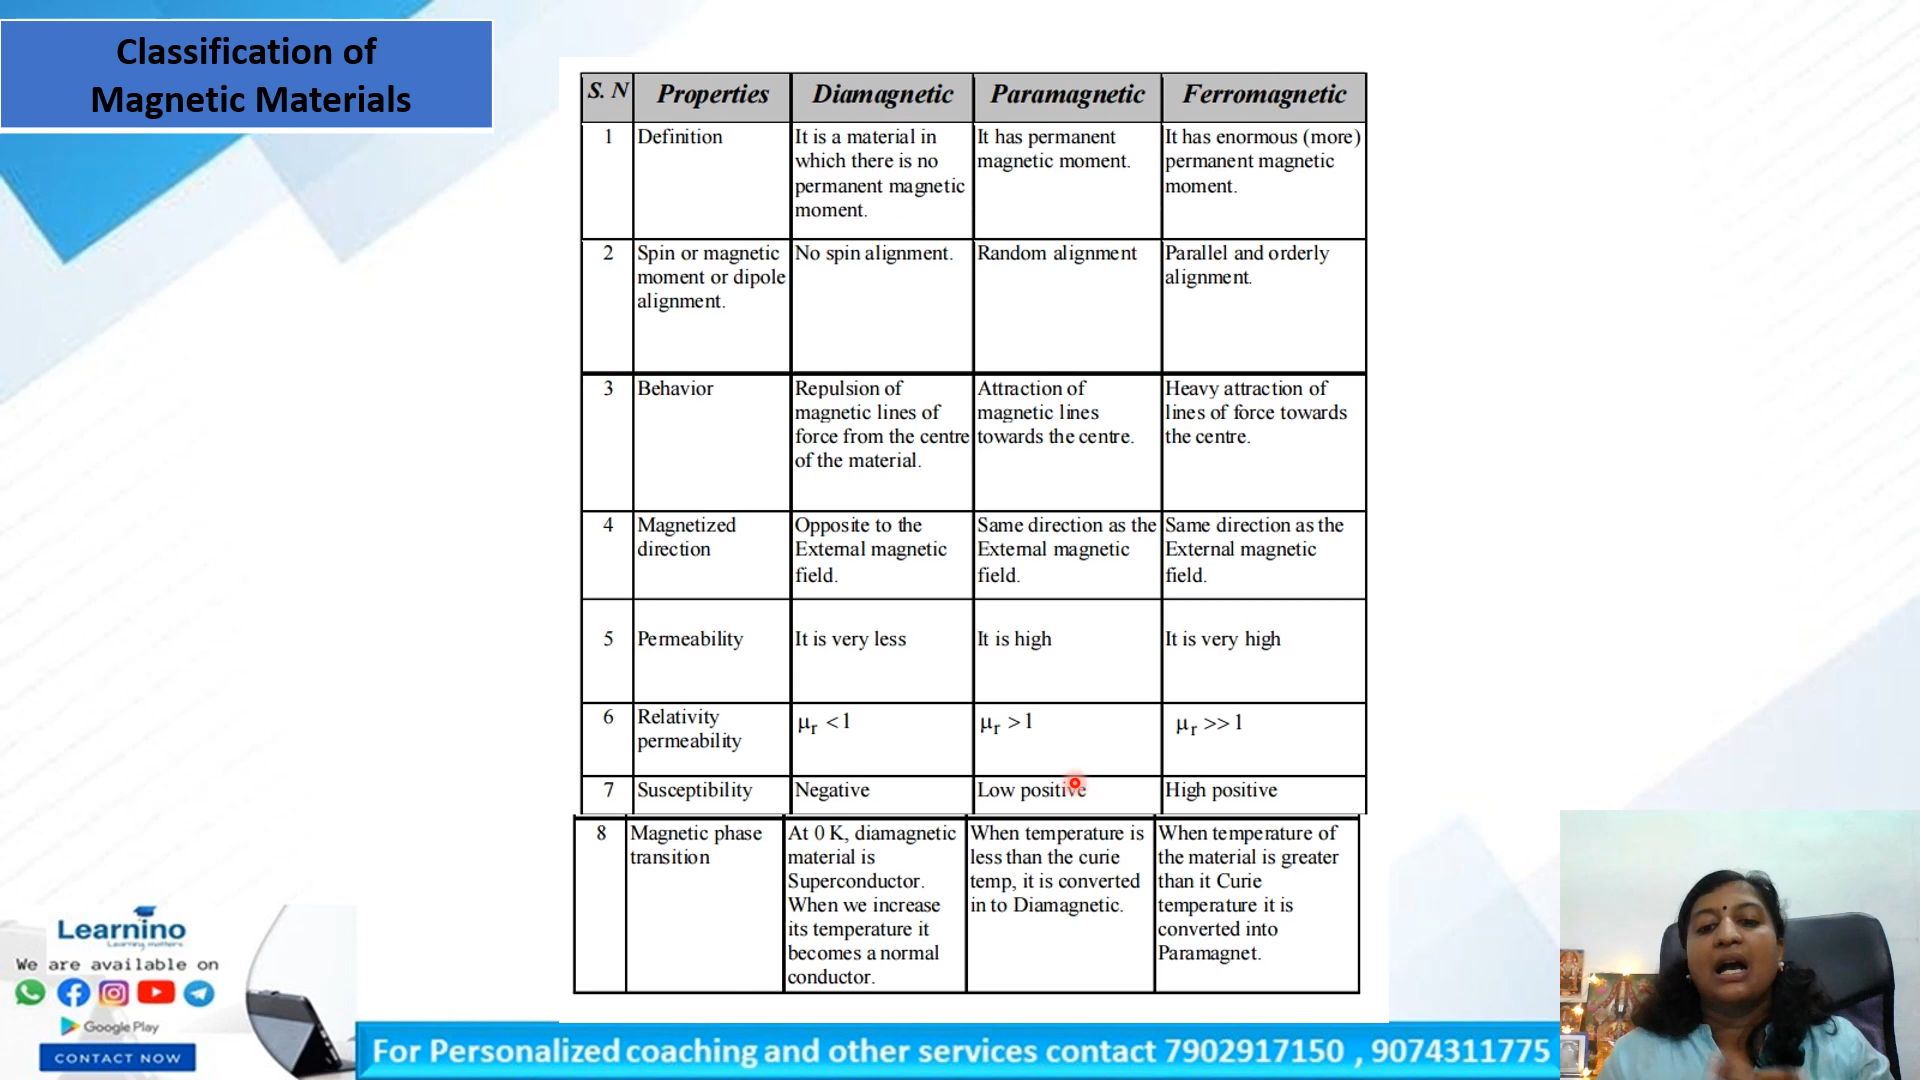 Classification of
Magnetic Materials
S. N Properties Diamagnetic Paramagnetic Ferromagnetic
1 Definition It is a material in It has permanent It has enormous (more)
which there is no magnetic moment. permanent magnetic
permanent magnetic moment.
moment.
2 Spin or magnetic No spin alignment. Random alignment Parallel and orderly
moment or dipole alignment.
alignment.
3 Behavior Repulsion of Attraction of Heavy attraction of
magnetic lines of magnetic lines lines of force towards
force from the centre towards the centre. the centre.
of the material.
4 Magnetized Opposite to the Same direction as the Same direction as the
direction External magnetic External magnetic External magnetic
field. field. field.
5 Permeability It is very less It is high It is very high
6 Relativity μr < 1 μr > 1 μr >> 1
permeability
7 Susceptibility Negative Low positive High positive
8 Magnetic phase At 0 K, diamagnetic When temperature is When temperature of
transition material is less than the curie the material is greater
Superconductor. temp, it is converted than it Curie
When we increase in to Diamagnetic. temperature it is
its temperature it converted into
becomes a normal Paramagnet.
conductor.
Learnino
Learning matters
We are available on
Google Play
CONTACT NOW
For Personalized coaching and other services contact 7902917150 , 9074311775